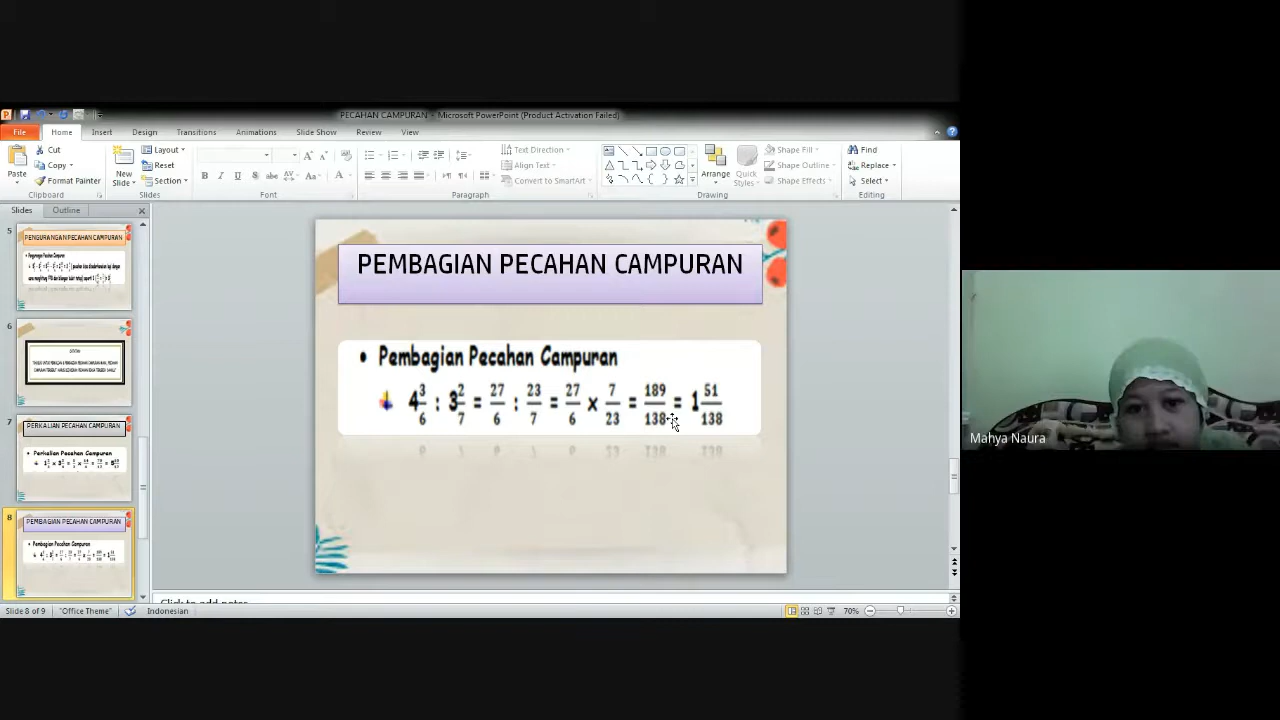 PECAHAN CAMPURAN - Microsoft PowerPoint (Product Activation Failed)
File Home Insert Design Transitions Animations Slide Show Review View
Cut
Copy
Format Painter
Paste
Clipboard
New Slide
Layout
Reset
Section
Slides
Font
Paragraph
Text Direction
Align Text
Convert to SmartArt
Arrange
Quick Styles
Shape Fill
Shape Outline
Shape Effects
Drawing
Find
Replace
Select
Editing
Slides Outline
5
PENGURANGAN PECAHAN CAMPURAN
6
7
PERKALIAN PECAHAN CAMPURAN
Perkalian Pecahan Campuran
8
PEMBAGIAN PECAHAN CAMPURAN
Pembagian Pecahan Campuran
PEMBAGIAN PECAHAN CAMPURAN
• Pembagian Pecahan Campuran
4 3/6 : 3 2/7 = 27/6 : 23/7 = 27/6 × 7/23 = 189/138 = 1 51/138
Click to add notes
Slide 8 of 9 "Office Theme" Indonesian 70%
Mahya Naura